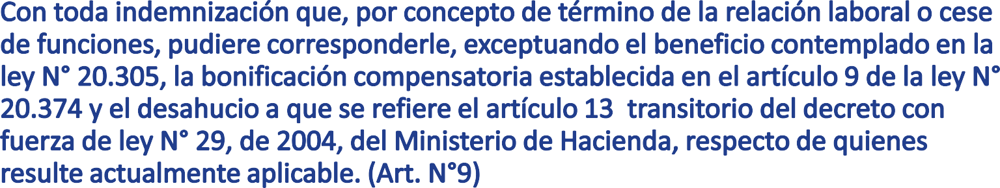 Con toda indemnización que, por concepto de término de la relación laboral o cese
de funciones, pudiere corresponderle, exceptuando el beneficio contemplado en la
ley N° 20.305, la bonificación compensatoria establecida en el artículo 9 de la ley N°
20.374 y el desahucio a que se refiere el artículo 13  transitorio del decreto con
fuerza de ley N° 29, de 2004, del Ministerio de Hacienda, respecto de quienes
resulte actualmente aplicable. (Art. N°9)